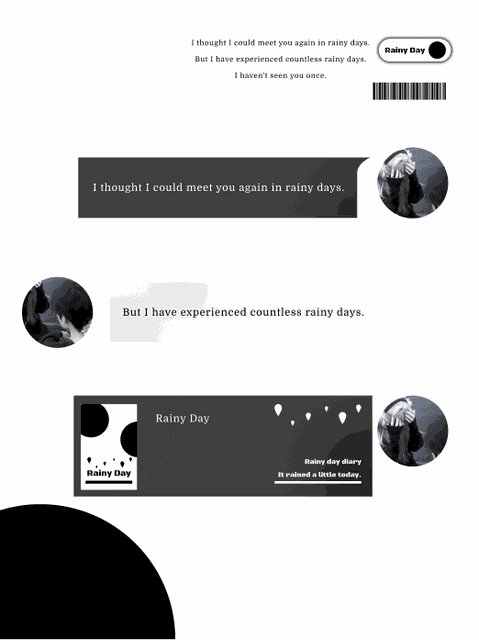 I thought I could meet you again in rainy days.
But I have experienced countless rainy days.
I haven't seen you once.
Rainy Day
I thought I could meet you again in rainy days.
But I have experienced countless rainy days.
Rainy Day
Rainy Day
Rainy day diary
It rained a little today.